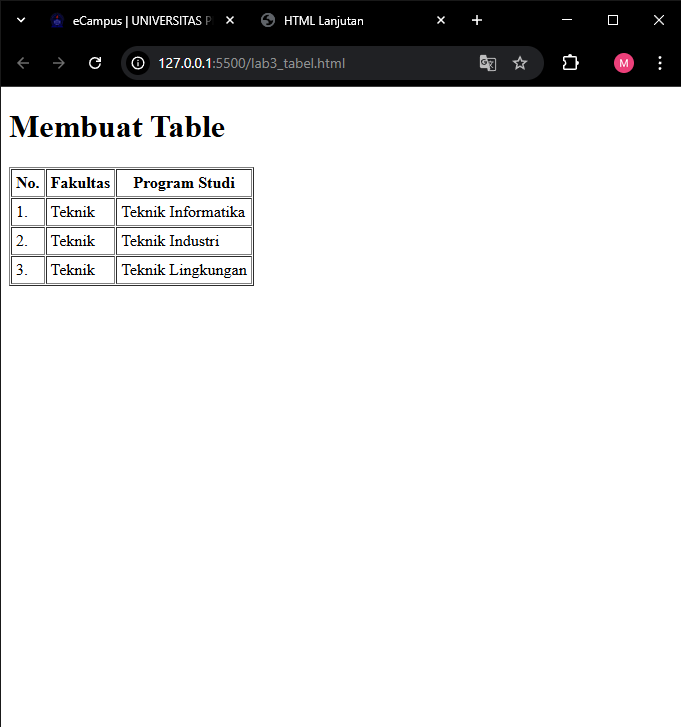 eCampus | UNIVERSITAS
HTML Lanjutan
127.0.0.1:5500/lab3_tabel.html
M
Membuat Table
No. Fakultas Program Studi
1. Teknik Teknik Informatika
2. Teknik Teknik Industri
3. Teknik Teknik Lingkungan